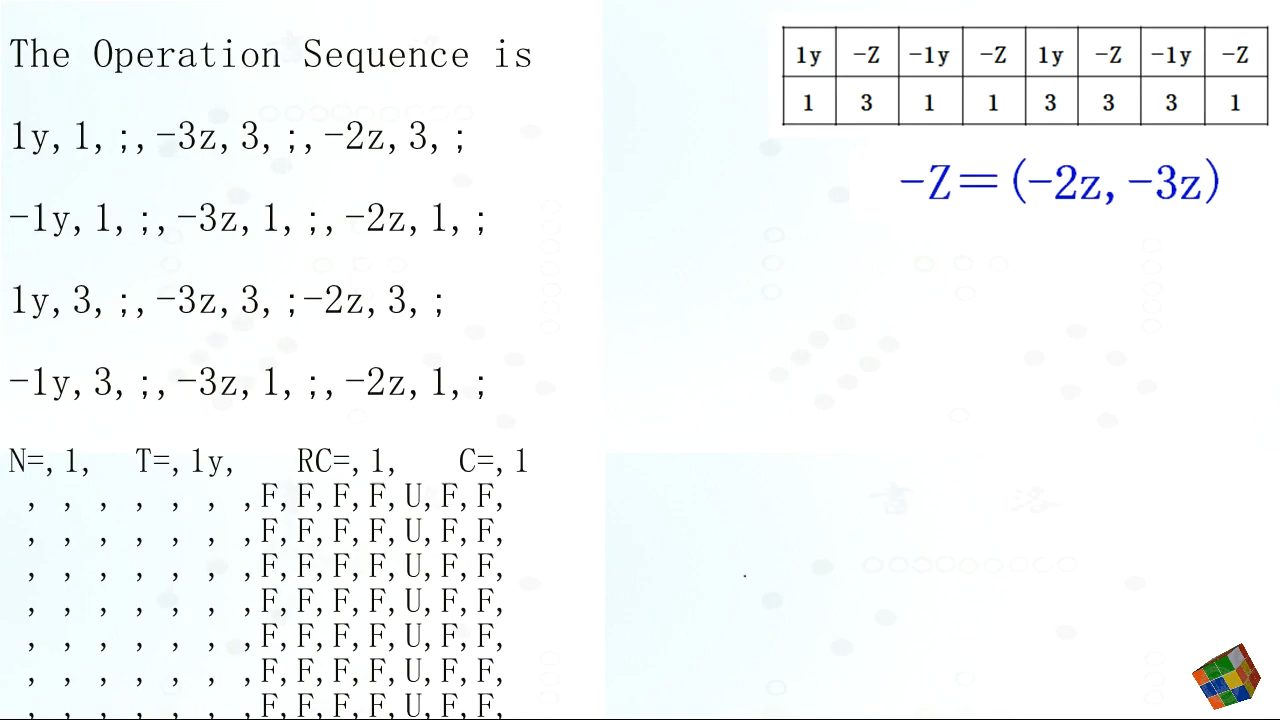 The Operation Sequence is
1y,1,;,-3z,3,;,-2z,3,;
-1y,1,;,-3z,1,;,-2z,1,;
1y,3,;,-3z,3,;-2z,3,;
-1y,3,;,-3z,1,;,-2z,1,;
N=,1, T=,1y, RC=,1, C=,1
, , , , , , ,F,F,F,F,U,F,F,
, , , , , , ,F,F,F,F,U,F,F,
, , , , , , ,F,F,F,F,U,F,F,
, , , , , , ,F,F,F,F,U,F,F,
, , , , , , ,F,F,F,F,U,F,F,
, , , , , , ,F,F,F,F,U,F,F,
, , , , , , ,F,F,F,F,U,F,F,
1y -Z -1y -Z 1y -Z -1y -Z
1 3 1 1 3 3 3 1
-Z=(-2z,-3z)
書 洛